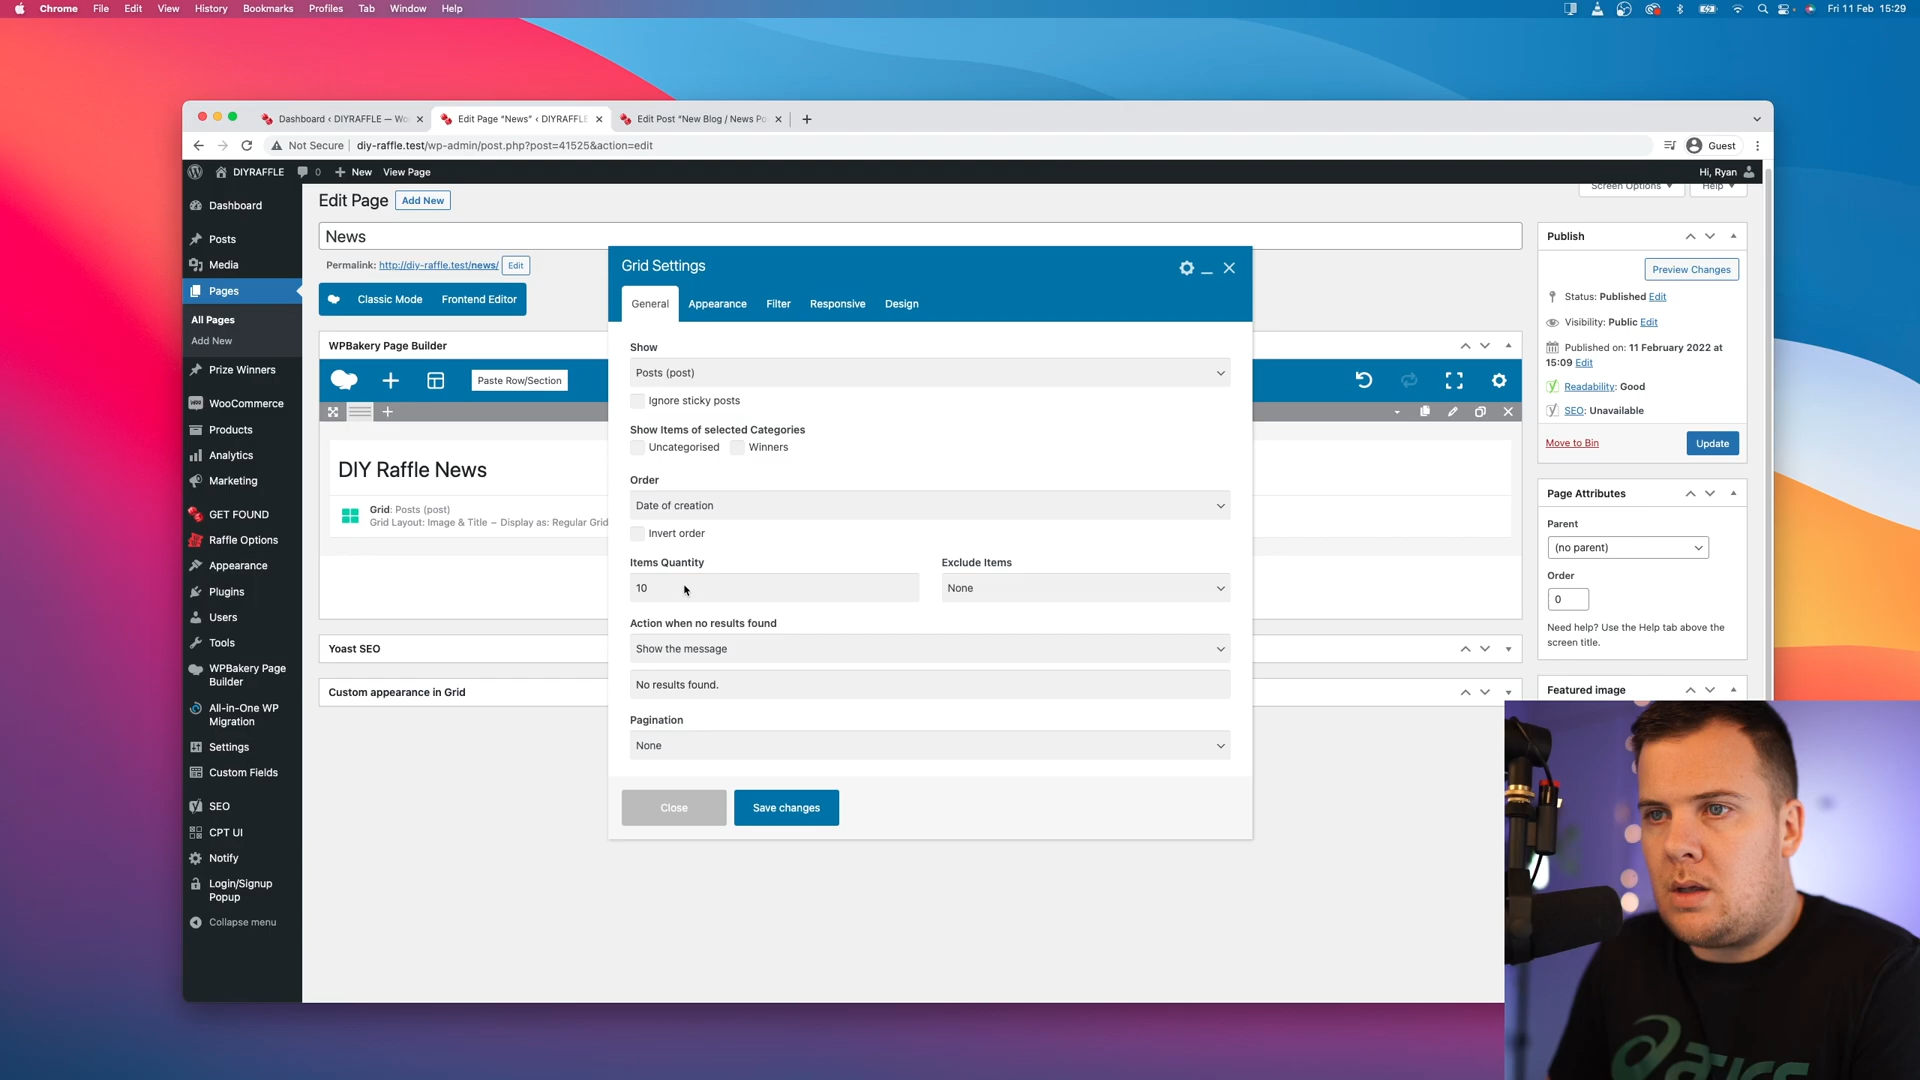 Chrome File Edit View History Bookmarks Profiles Tab Window Help
Fri 11 Feb 15:29
Dashboard ‹ DIYRAFFLE — Wo
Edit Page "News" ‹ DIYRAFFLE
Edit Post "New Blog / News Po
Not Secure diy-raffle.test/wp-admin/post.php?post=41525&action=edit
Guest
DIYRAFFLE 0 New View Page
Hi, Ryan
Dashboard
Posts
Media
Pages
All Pages
Add New
Prize Winners
WooCommerce
Products
Analytics
Marketing
GET FOUND
Raffle Options
Appearance
Plugins
Users
Tools
WPBakery Page
Builder
All-in-One WP
Migration
Settings
Custom Fields
SEO
CPT UI
Notify
Login/Signup
Popup
Collapse menu
Screen Options Help
Edit Page Add New
News
Permalink: http://diy-raffle.test/news/ Edit
Classic Mode Frontend Editor
WPBakery Page Builder
Paste Row/Section
DIY Raffle News
Grid: Posts (post)
Grid Layout: Image & Title – Display as: Regular Grid
Yoast SEO
Custom appearance in Grid
Grid Settings
General Appearance Filter Responsive Design
Show
Posts (post)
Ignore sticky posts
Show Items of selected Categories
Uncategorised Winners
Order
Date of creation
Invert order
Items Quantity Exclude Items
10 None
Action when no results found
Show the message
No results found.
Pagination
None
Close Save changes
Publish
Preview Changes
Status: Published Edit
Visibility: Public Edit
Published on: 11 February 2022 at
15:09 Edit
Readability: Good
SEO: Unavailable
Move to Bin Update
Page Attributes
Parent
(no parent)
Order
0
Need help? Use the Help tab above the
screen title.
Featured image
asics